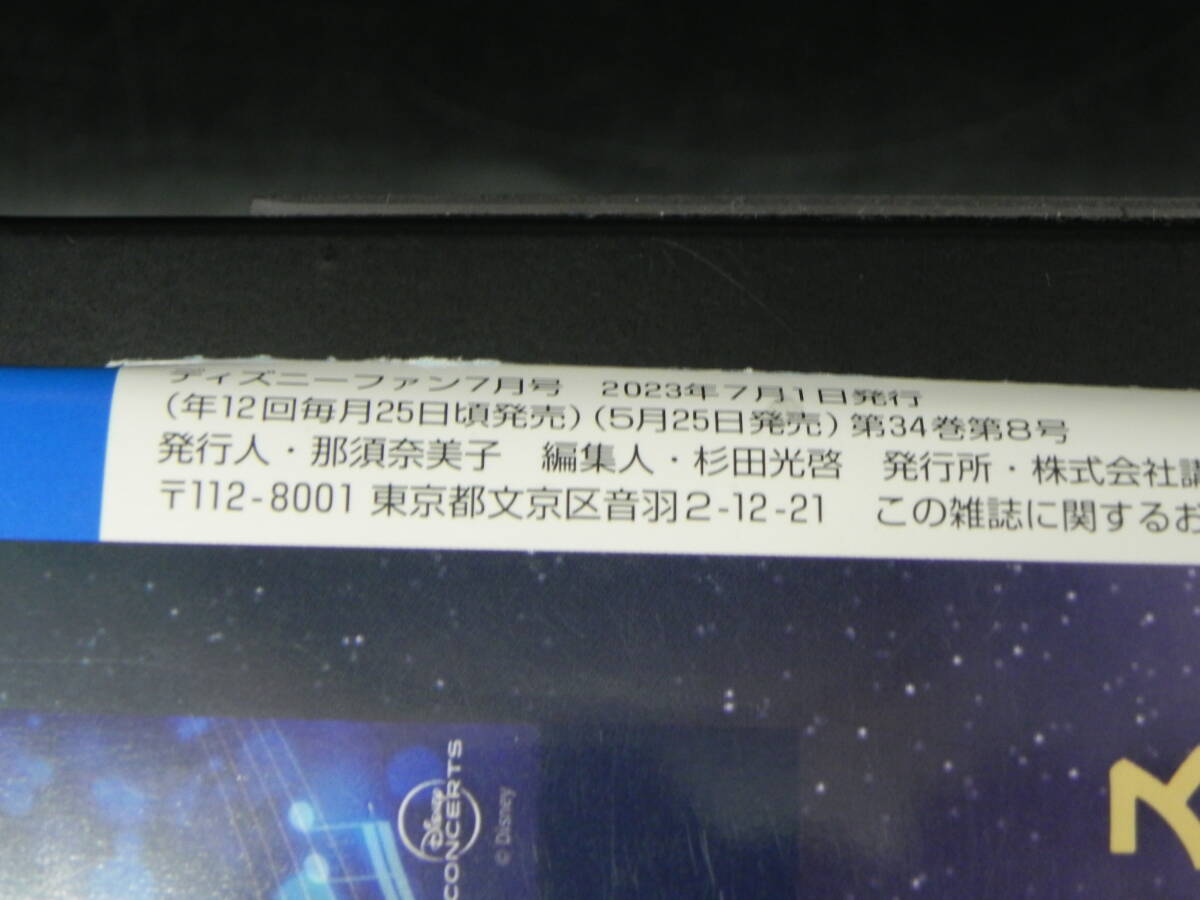 ディズニーファン7月号 2023年7月1日発行
(年12回毎月25日頃発売)(5月25日発売)第34巻第8号
発行人・那須奈美子 編集人・杉田光啓 発行所・株式会社講
〒112-8001 東京都文京区音羽2-12-21 この雑誌に関するお
Disney
CONCERTS
© Disney